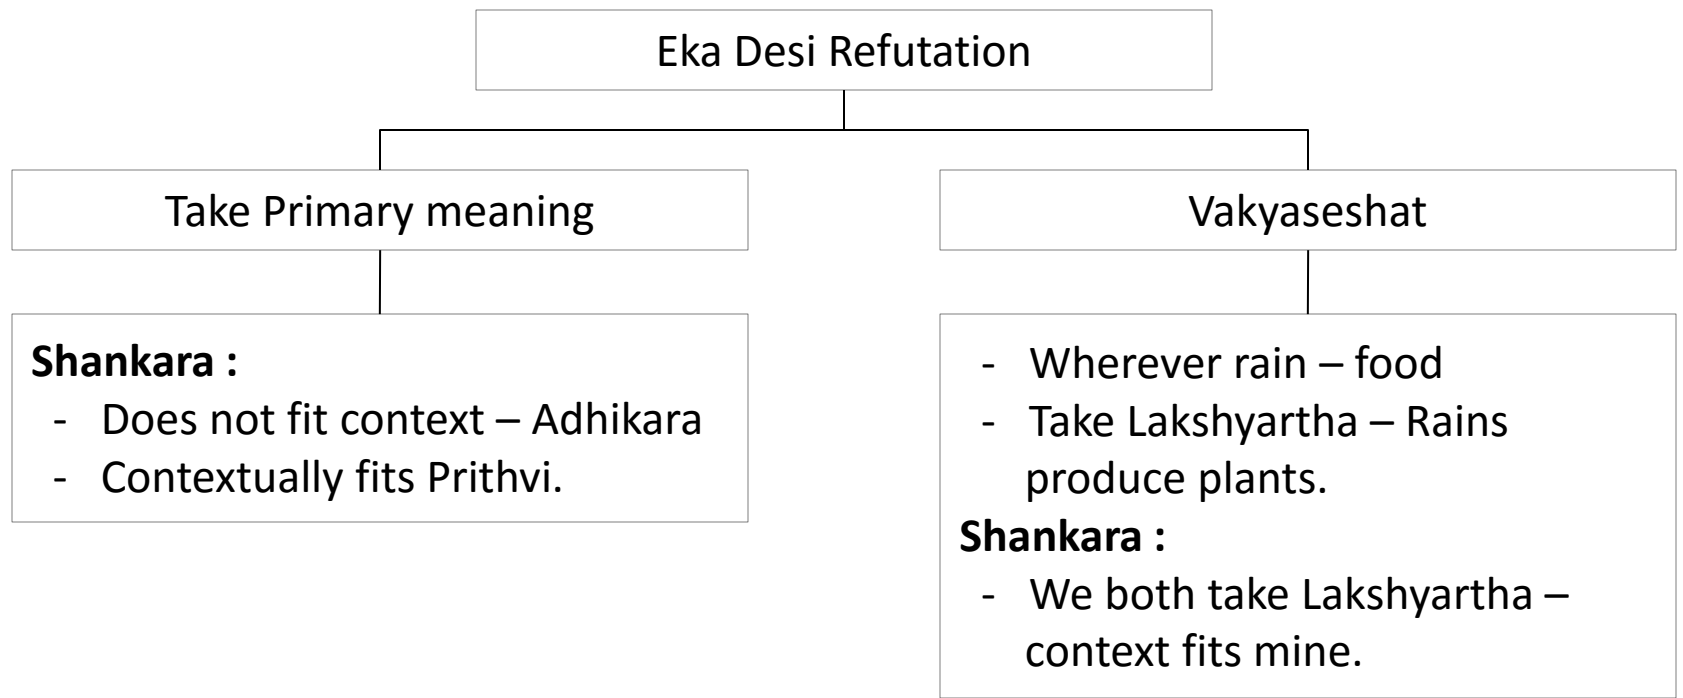 Eka Desi Refutation
Take Primary meaning
Vakyaseshat
Shankara :
- Does not fit context – Adhikara
- Contextually fits Prithvi.
- Wherever rain – food
- Take Lakshyartha – Rains
produce plants.
Shankara :
- We both take Lakshyartha –
context fits mine.